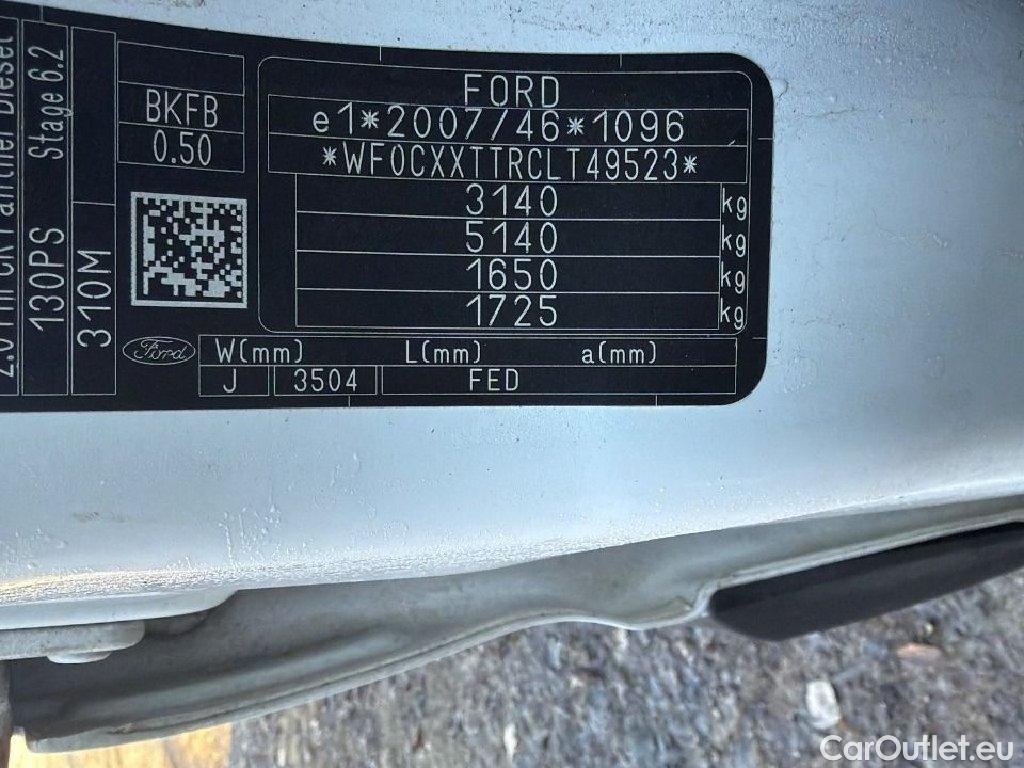 FORD
e1*2007/46*1096
*WF0CXXTTRCLT49523*
3140 kg
5140 kg
1650 kg
1725 kg
BKFB
0.50
Stage 6.2
130PS
310M
Ford
W(mm) L(mm) a(mm)
J 3504 FED
CarOutlet.eu